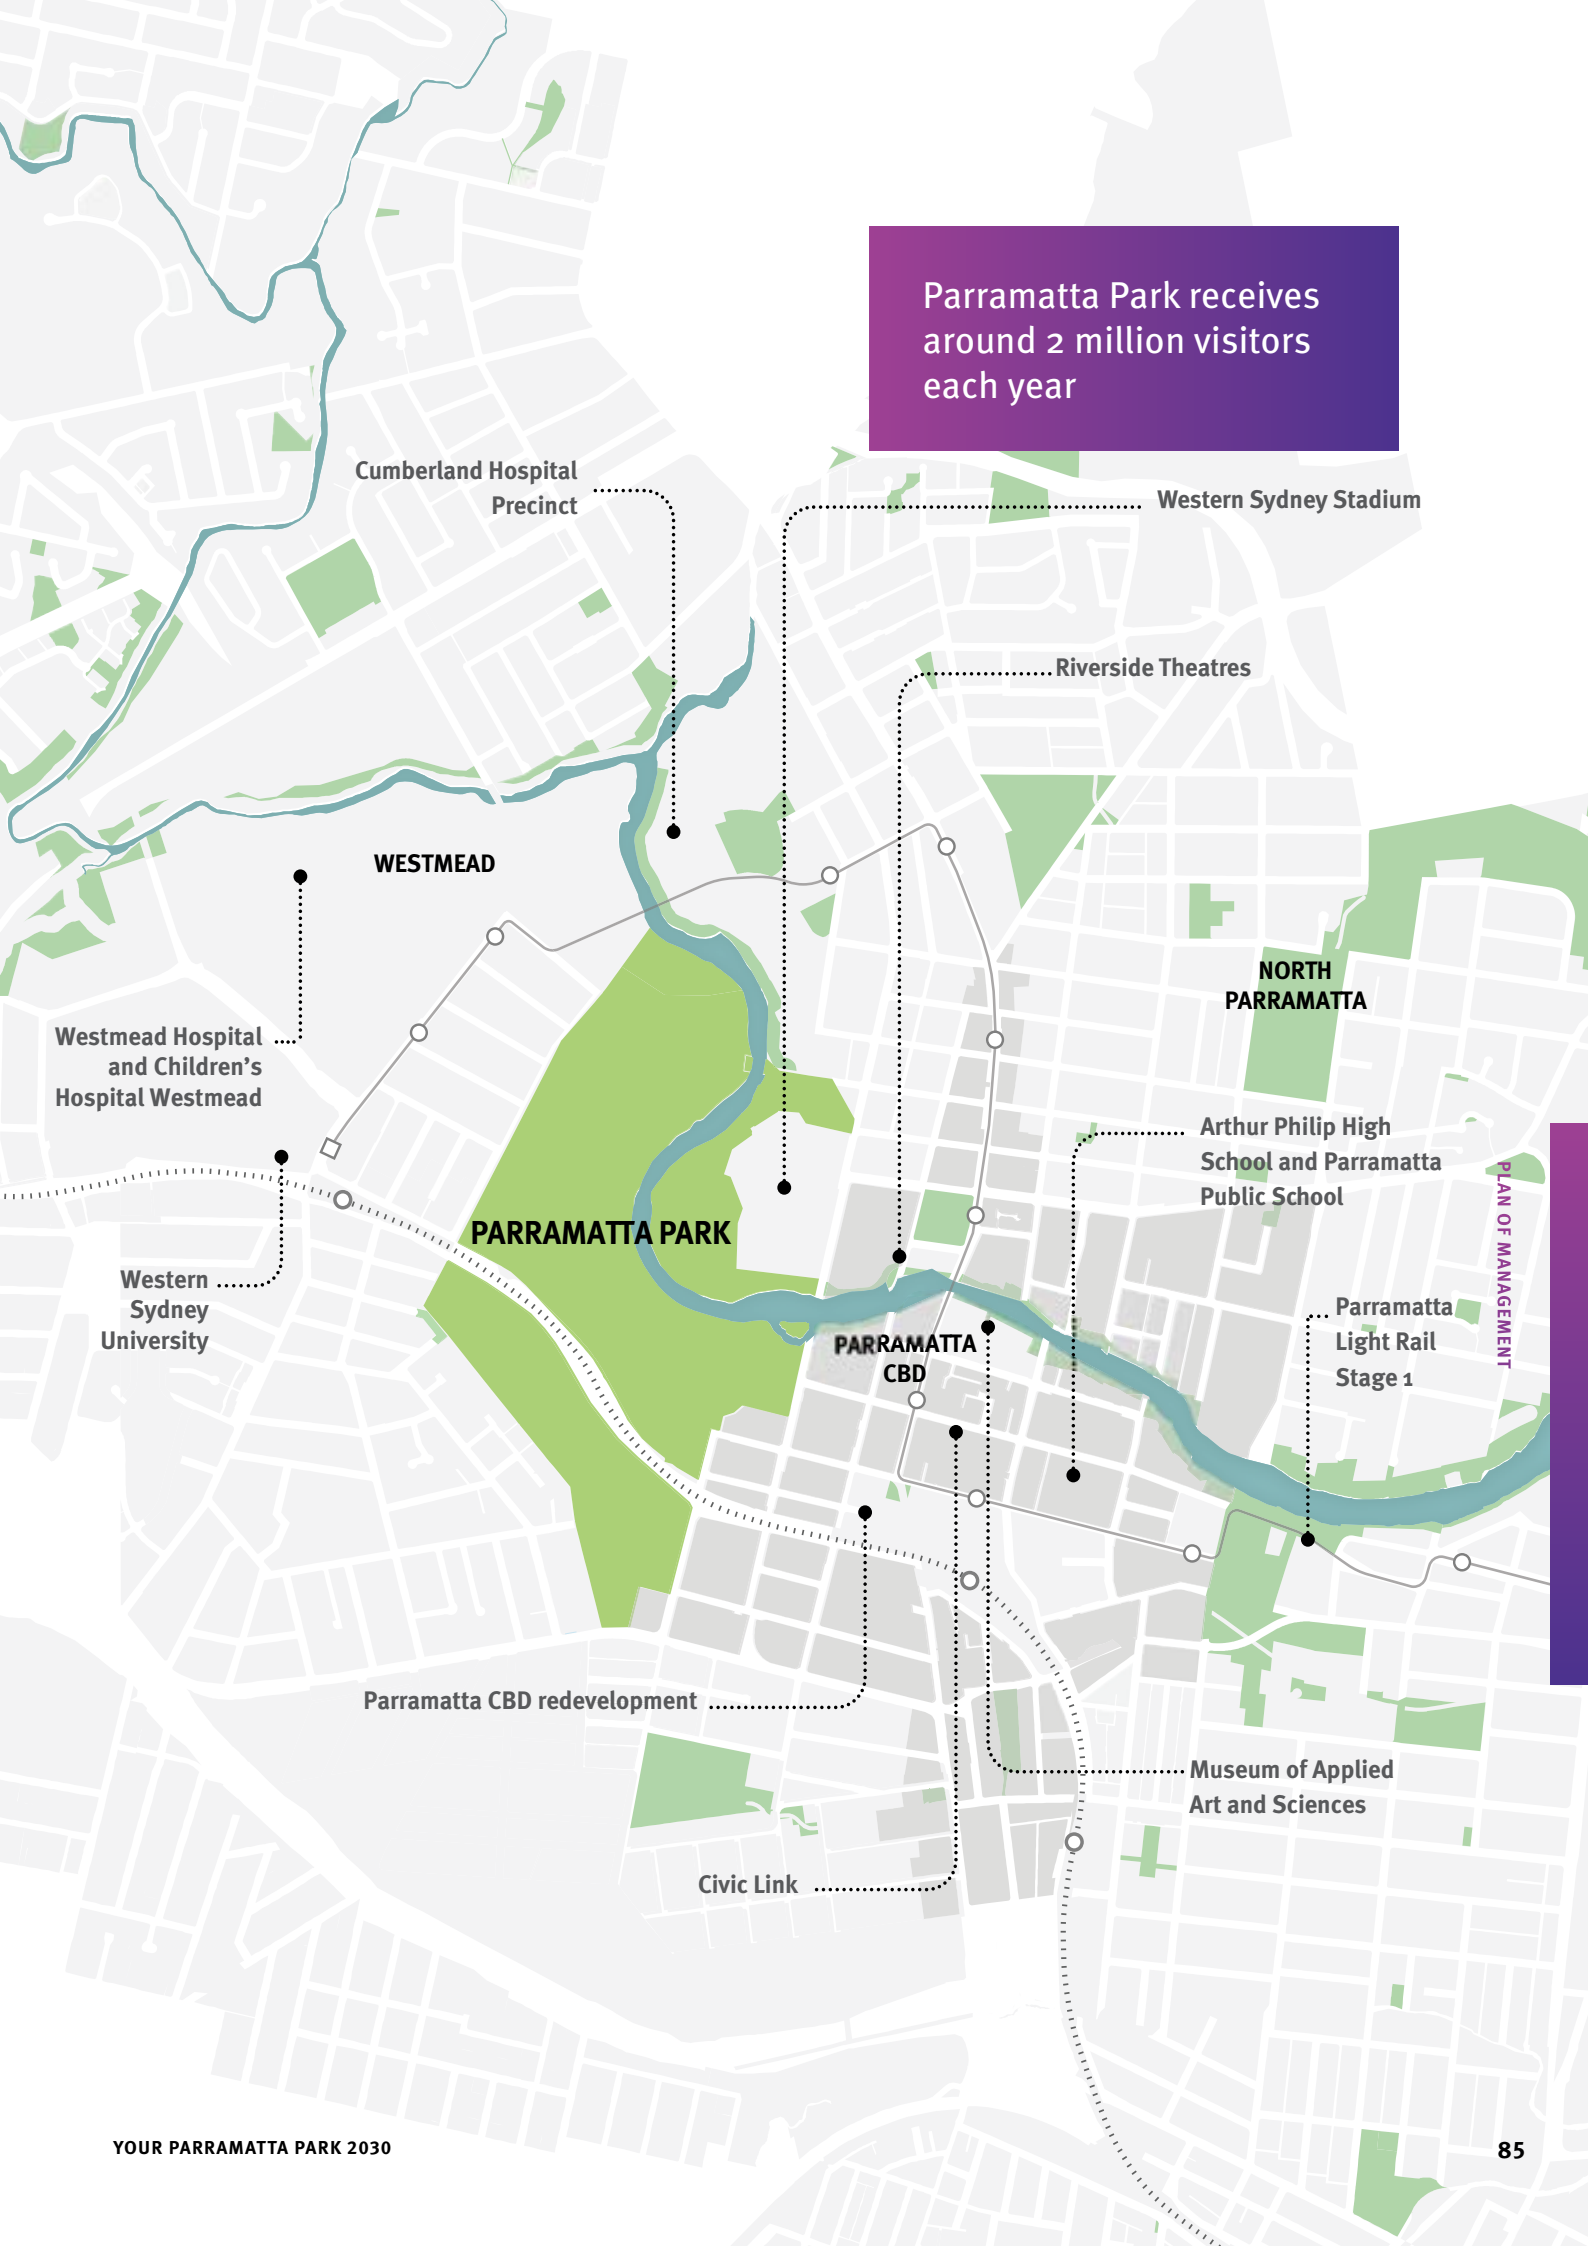 Parramatta Park receives
around 2 million visitors
each year
Cumberland Hospital
Precinct
Western Sydney Stadium
Riverside Theatres
WESTMEAD
NORTH
PARRAMATTA
Westmead Hospital
and Children’s
Hospital Westmead
Arthur Philip High
School and Parramatta
Public School
PARRAMATTA PARK
Western
Sydney
University
PARRAMATTA
CBD
Parramatta
Light Rail
Stage 1
PLAN OF MANAGEMENT
Parramatta CBD redevelopment
Museum of Applied
Art and Sciences
Civic Link
YOUR PARRAMATTA PARK 2030
85